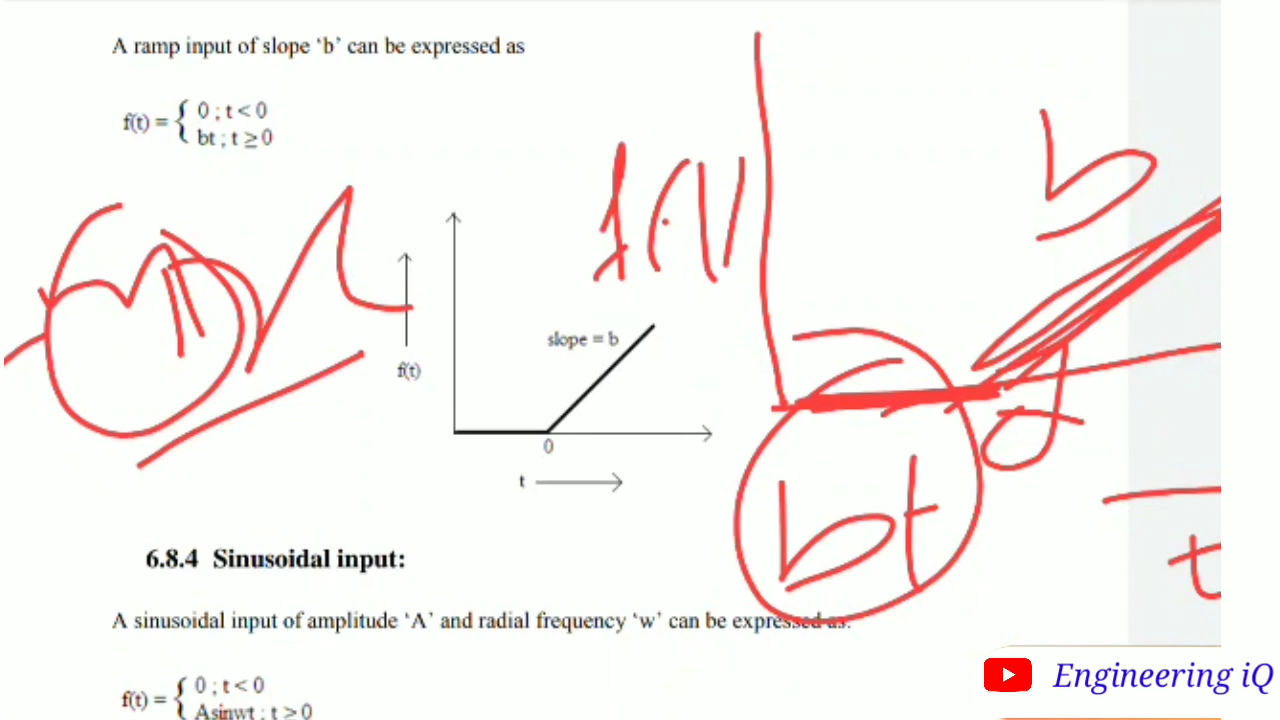 A ramp input of slope ‘b’ can be expressed as
f(t) = { 0 ; t < 0
bt ; t ≥ 0
b
slope = b
f(t)
0
bt
t
t
6.8.4 Sinusoidal input:
A sinusoidal input of amplitude ‘A’ and radial frequency ‘w’ can be expressed as:
f(t) = { 0 ; t < 0
Asinwt ; t ≥ 0
Engineering iQ